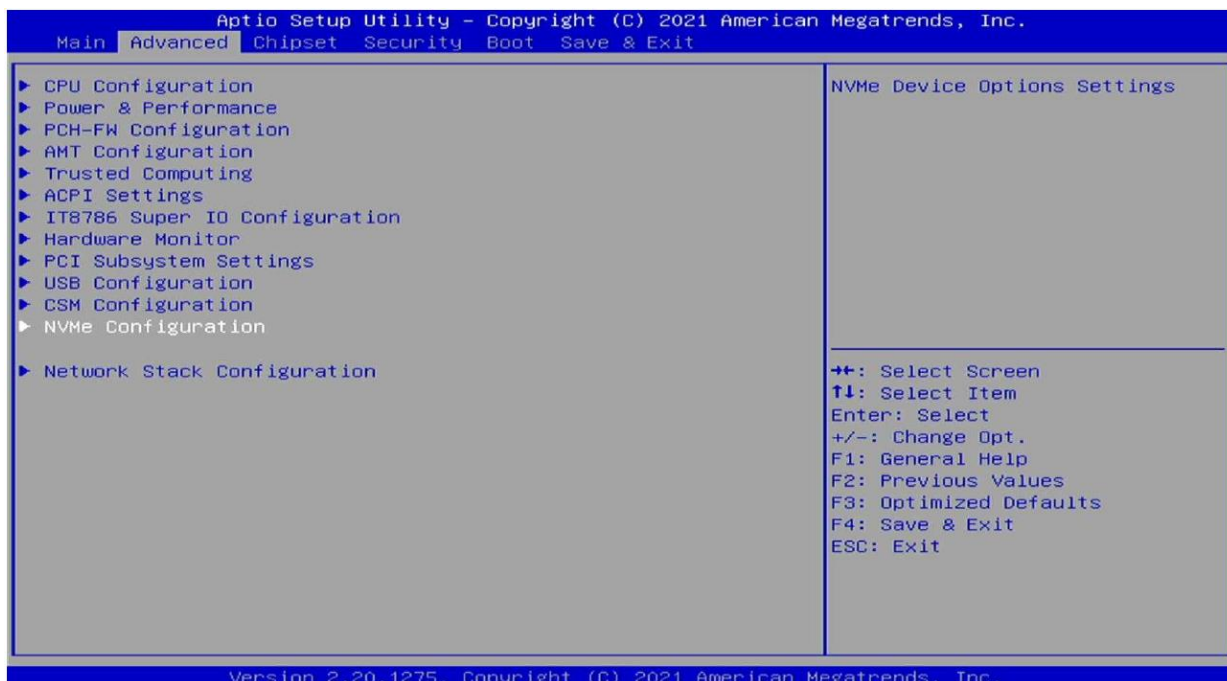 Aptio Setup Utility – Copyright (C) 2021 American Megatrends, Inc.
Main Advanced Chipset Security Boot Save & Exit
► CPU Configuration
► Power & Performance
► PCH-FW Configuration
► AMT Configuration
► Trusted Computing
► ACPI Settings
► IT8786 Super IO Configuration
► Hardware Monitor
► PCI Subsystem Settings
► USB Configuration
► CSM Configuration
► NVMe Configuration
► Network Stack Configuration
NVMe Device Options Settings
→←: Select Screen
↑↓: Select Item
Enter: Select
+/-: Change Opt.
F1: General Help
F2: Previous Values
F3: Optimized Defaults
F4: Save & Exit
ESC: Exit
Version 2.20.1275. Copyright (C) 2021 American Megatrends, Inc.